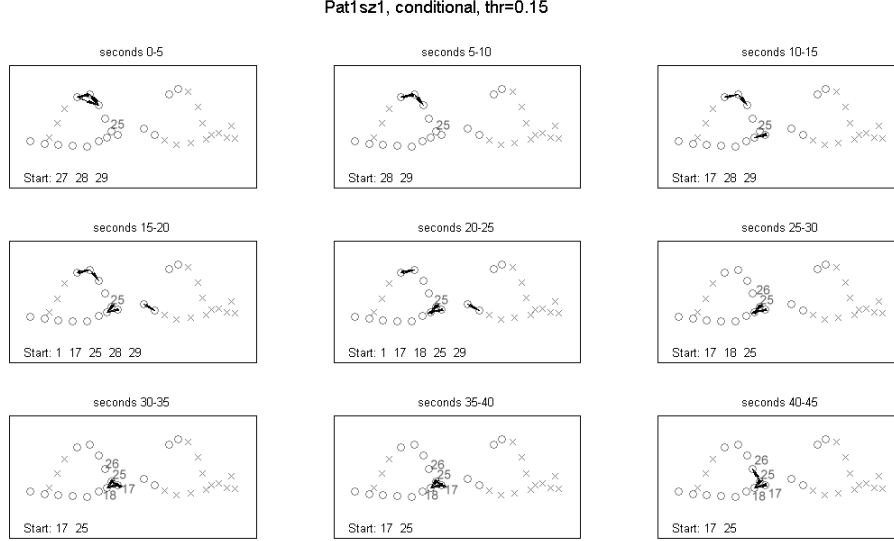 Pat1sz1, conditional, thr=0.15
seconds 0-5
seconds 5-10
seconds 10-15
25
25
25
Start: 27 28 29
Start: 28 29
Start: 17 28 29
seconds 15-20
seconds 20-25
seconds 25-30
25
25
26
25
Start: 1 17 25 28 29
Start: 1 17 18 25 29
Start: 17 18 25
seconds 30-35
seconds 35-40
seconds 40-45
26
25
17
18
26
25
17
18
26
25
17
18
Start: 17 25
Start: 17 25
Start: 17 25